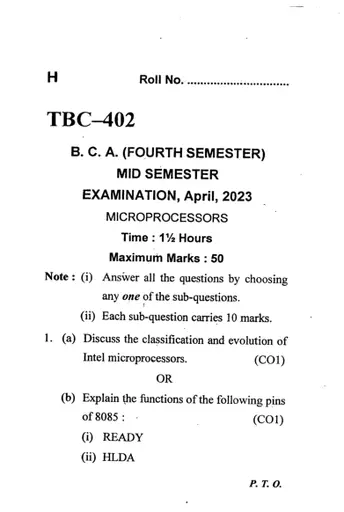 H Roll No. ..............................
TBC–402
B. C. A. (FOURTH SEMESTER)
MID SEMESTER
EXAMINATION, April, 2023
MICROPROCESSORS
Time : 1½ Hours
Maximum Marks : 50
Note : (i) Answer all the questions by choosing
any one of the sub-questions.
(ii) Each sub-question carries 10 marks.
1. (a) Discuss the classification and evolution of
Intel microprocessors. (CO1)
OR
(b) Explain the functions of the following pins
of 8085 : (CO1)
(i) READY
(ii) HLDA
P. T. O.